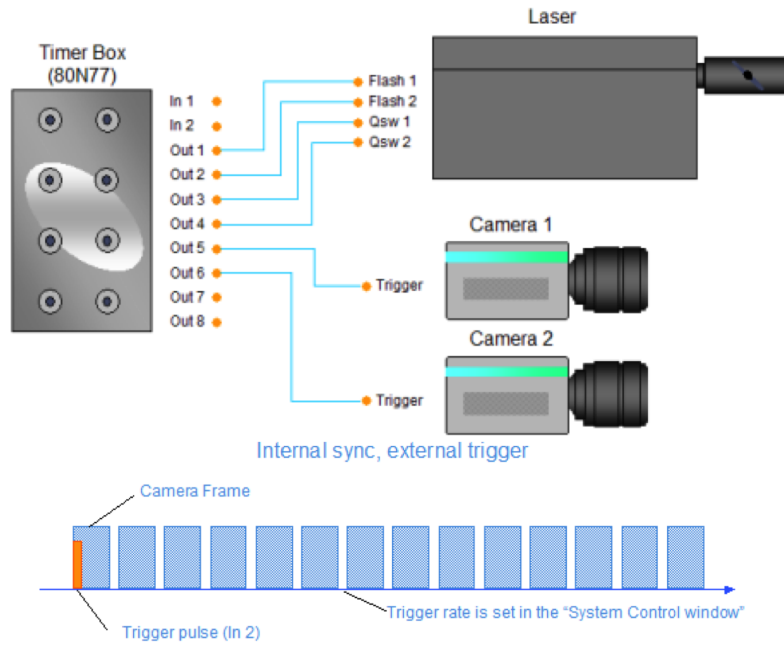 Laser
Timer Box
(80N77)
In 1
In 2
Out 1
Out 2
Out 3
Out 4
Out 5
Out 6
Out 7
Out 8
Flash 1
Flash 2
Qsw 1
Qsw 2
Camera 1
Trigger
Camera 2
Trigger
Internal sync, external trigger
Camera Frame
Trigger rate is set in the “System Control window”
Trigger pulse (In 2)